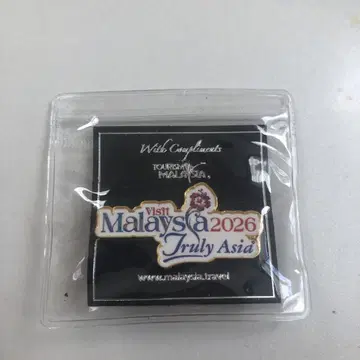 With Compliments
TOURISM
MALAYSIA
Visit
Malaysia 2026
Truly Asia
www.malaysia.travel